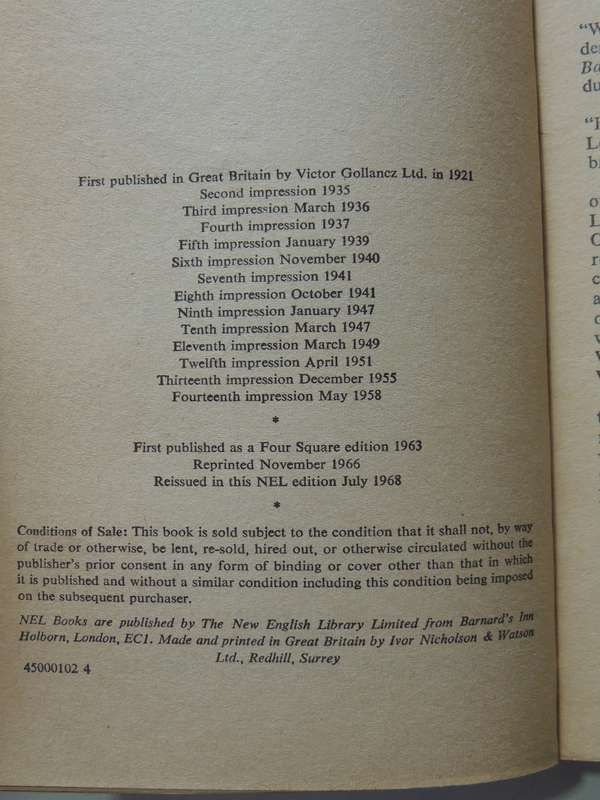 First published in Great Britain by Victor Gollancz Ltd. in 1921
Second impression 1935
Third impression March 1936
Fourth impression 1937
Fifth impression January 1939
Sixth impression November 1940
Seventh impression 1941
Eighth impression October 1941
Ninth impression January 1947
Tenth impression March 1947
Eleventh impression March 1949
Twelfth impression April 1951
Thirteenth impression December 1955
Fourteenth impression May 1958
*
First published as a Four Square edition 1963
Reprinted November 1966
Reissued in this NEL edition July 1968
*
Conditions of Sale: This book is sold subject to the condition that it shall not, by way
of trade or otherwise, be lent, re-sold, hired out, or otherwise circulated without the
publisher's prior consent in any form of binding or cover other than that in which
it is published and without a similar condition including this condition being imposed
on the subsequent purchaser.
NEL Books are published by The New English Library Limited from Barnard's Inn
Holborn, London, EC1. Made and printed in Great Britain by Ivor Nicholson & Watson
Ltd., Redhill, Surrey
45000102 4